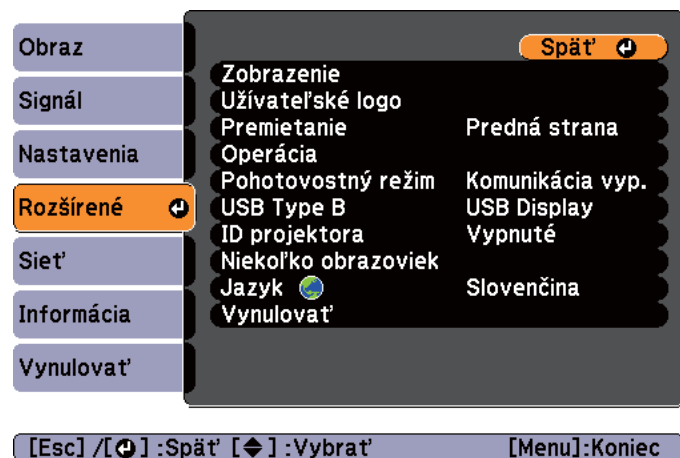 Obraz
Signál
Nastavenia
Rozšírené
Sieť
Informácia
Vynulovať
Späť
Zobrazenie
Užívateľské logo
Premietanie Predná strana
Operácia
Pohotovostný režim Komunikácia vyp.
USB Type B USB Display
ID projektora Vypnuté
Niekoľko obrazoviek
Jazyk Slovenčina
Vynulovať
[Esc] /[ ] :Späť [ ] :Vybrať [Menu]:Koniec